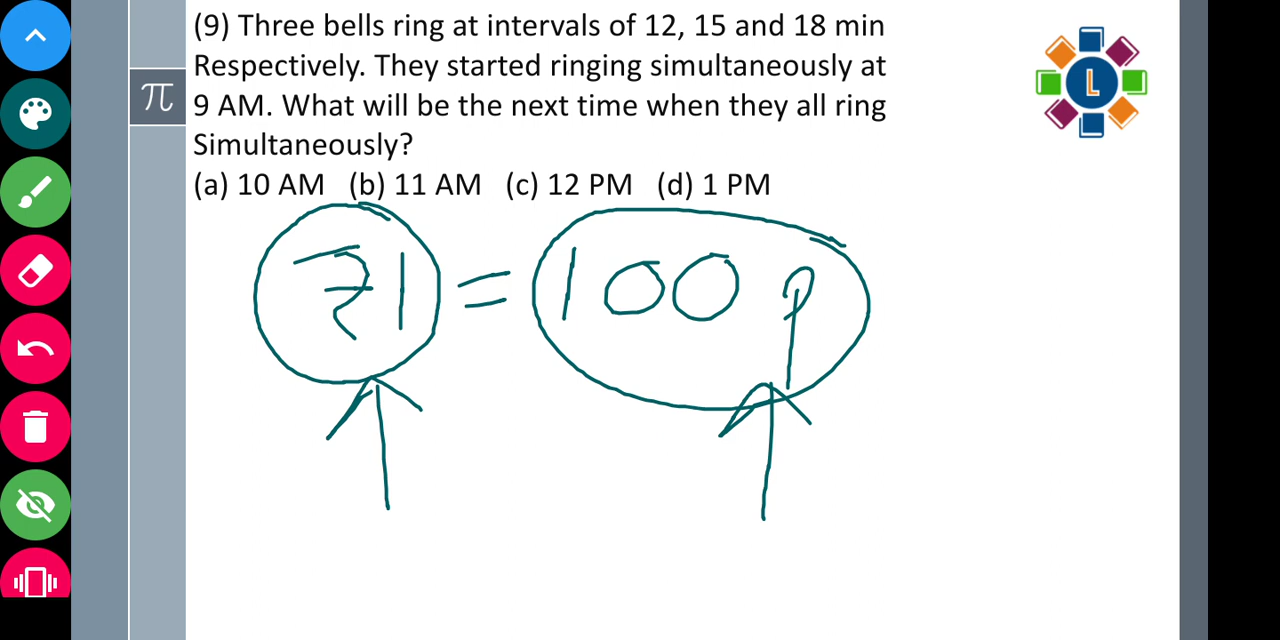 (9) Three bells ring at intervals of 12, 15 and 18 min
Respectively. They started ringing simultaneously at
π
9 AM. What will be the next time when they all ring
Simultaneously?
(a) 10 AM (b) 11 AM (c) 12 PM (d) 1 PM
₹1 = 100 p
L